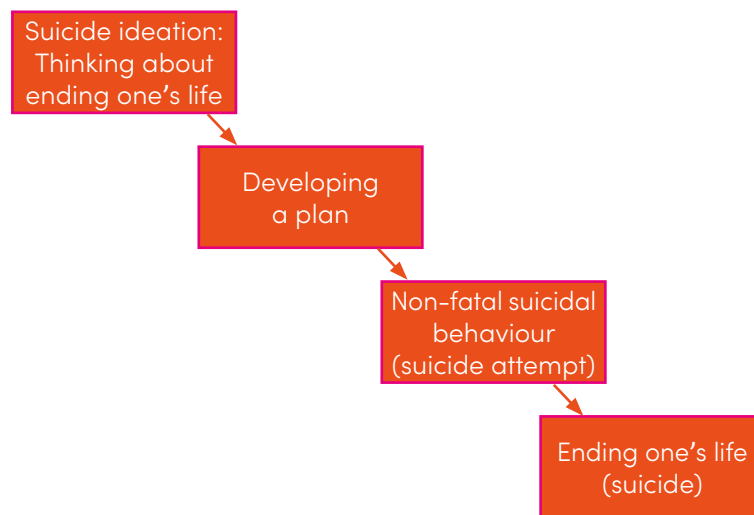 Suicide ideation:
Thinking about
ending one’s life
Developing
a plan
Non-fatal suicidal
behaviour
(suicide attempt)
Ending one’s life
(suicide)